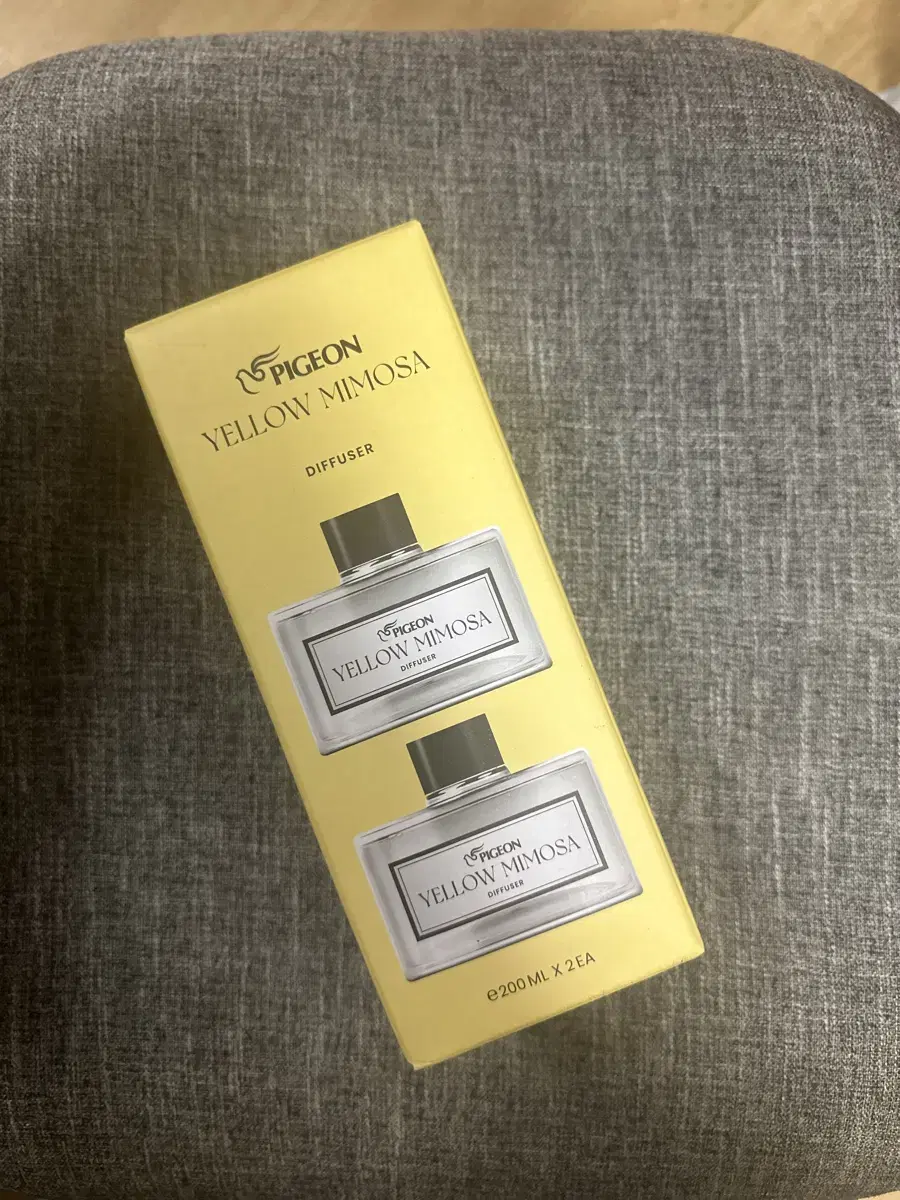 PIGEON
YELLOW MIMOSA
DIFFUSER
PIGEON
YELLOW MIMOSA
DIFFUSER
PIGEON
YELLOW MIMOSA
DIFFUSER
℮200 ML X 2 EA